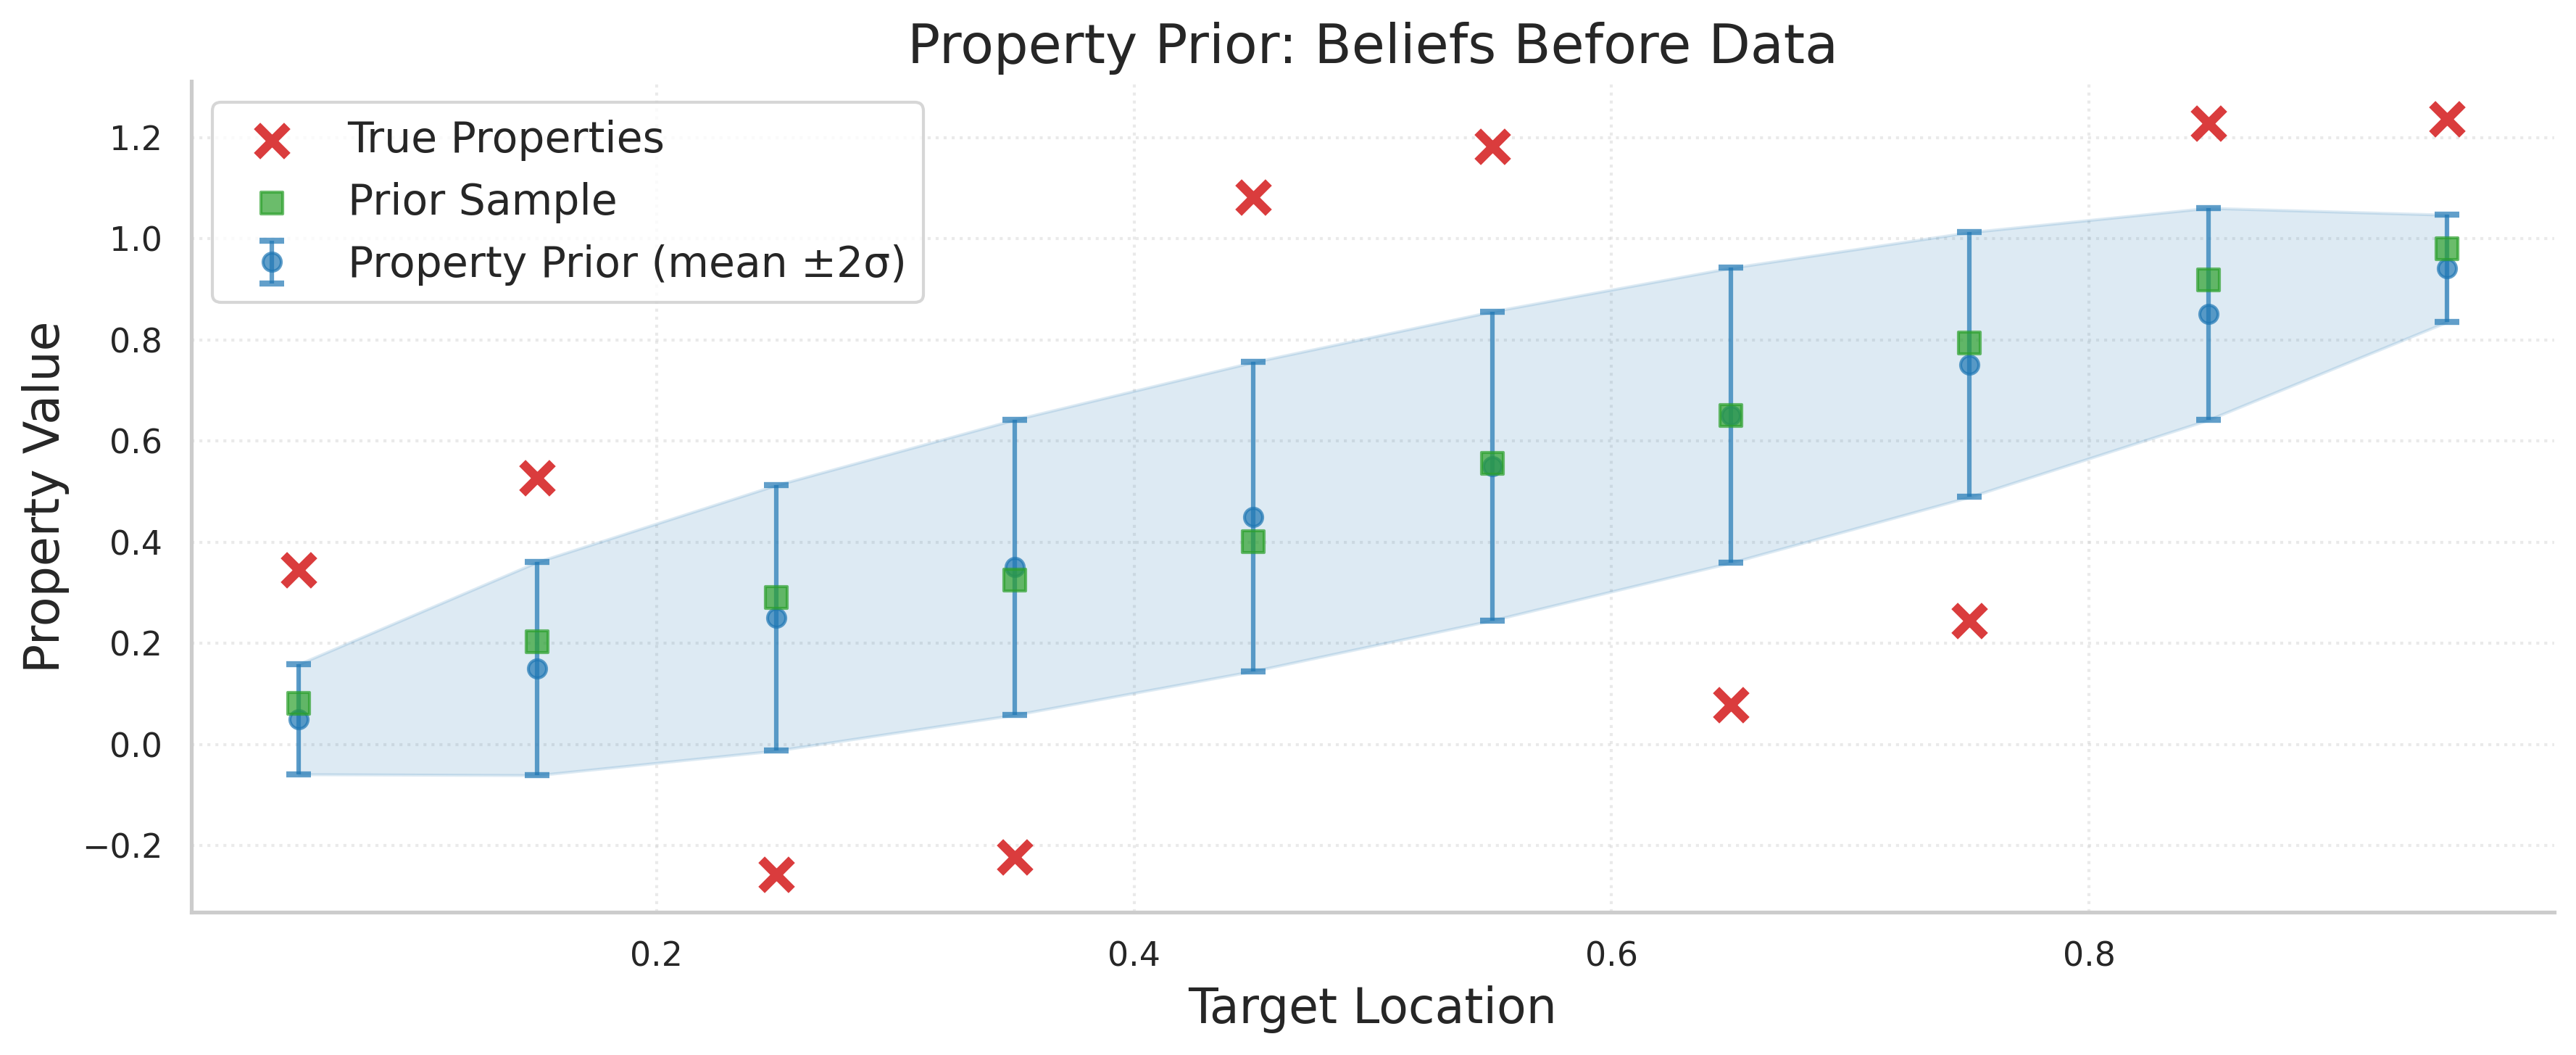 Property Prior: Beliefs Before Data
True Properties
Prior Sample
Property Prior (mean ±2σ)
Property Value
1.2
1.0
0.8
0.6
0.4
0.2
0.0
−0.2
0.2 0.4 0.6 0.8
Target Location